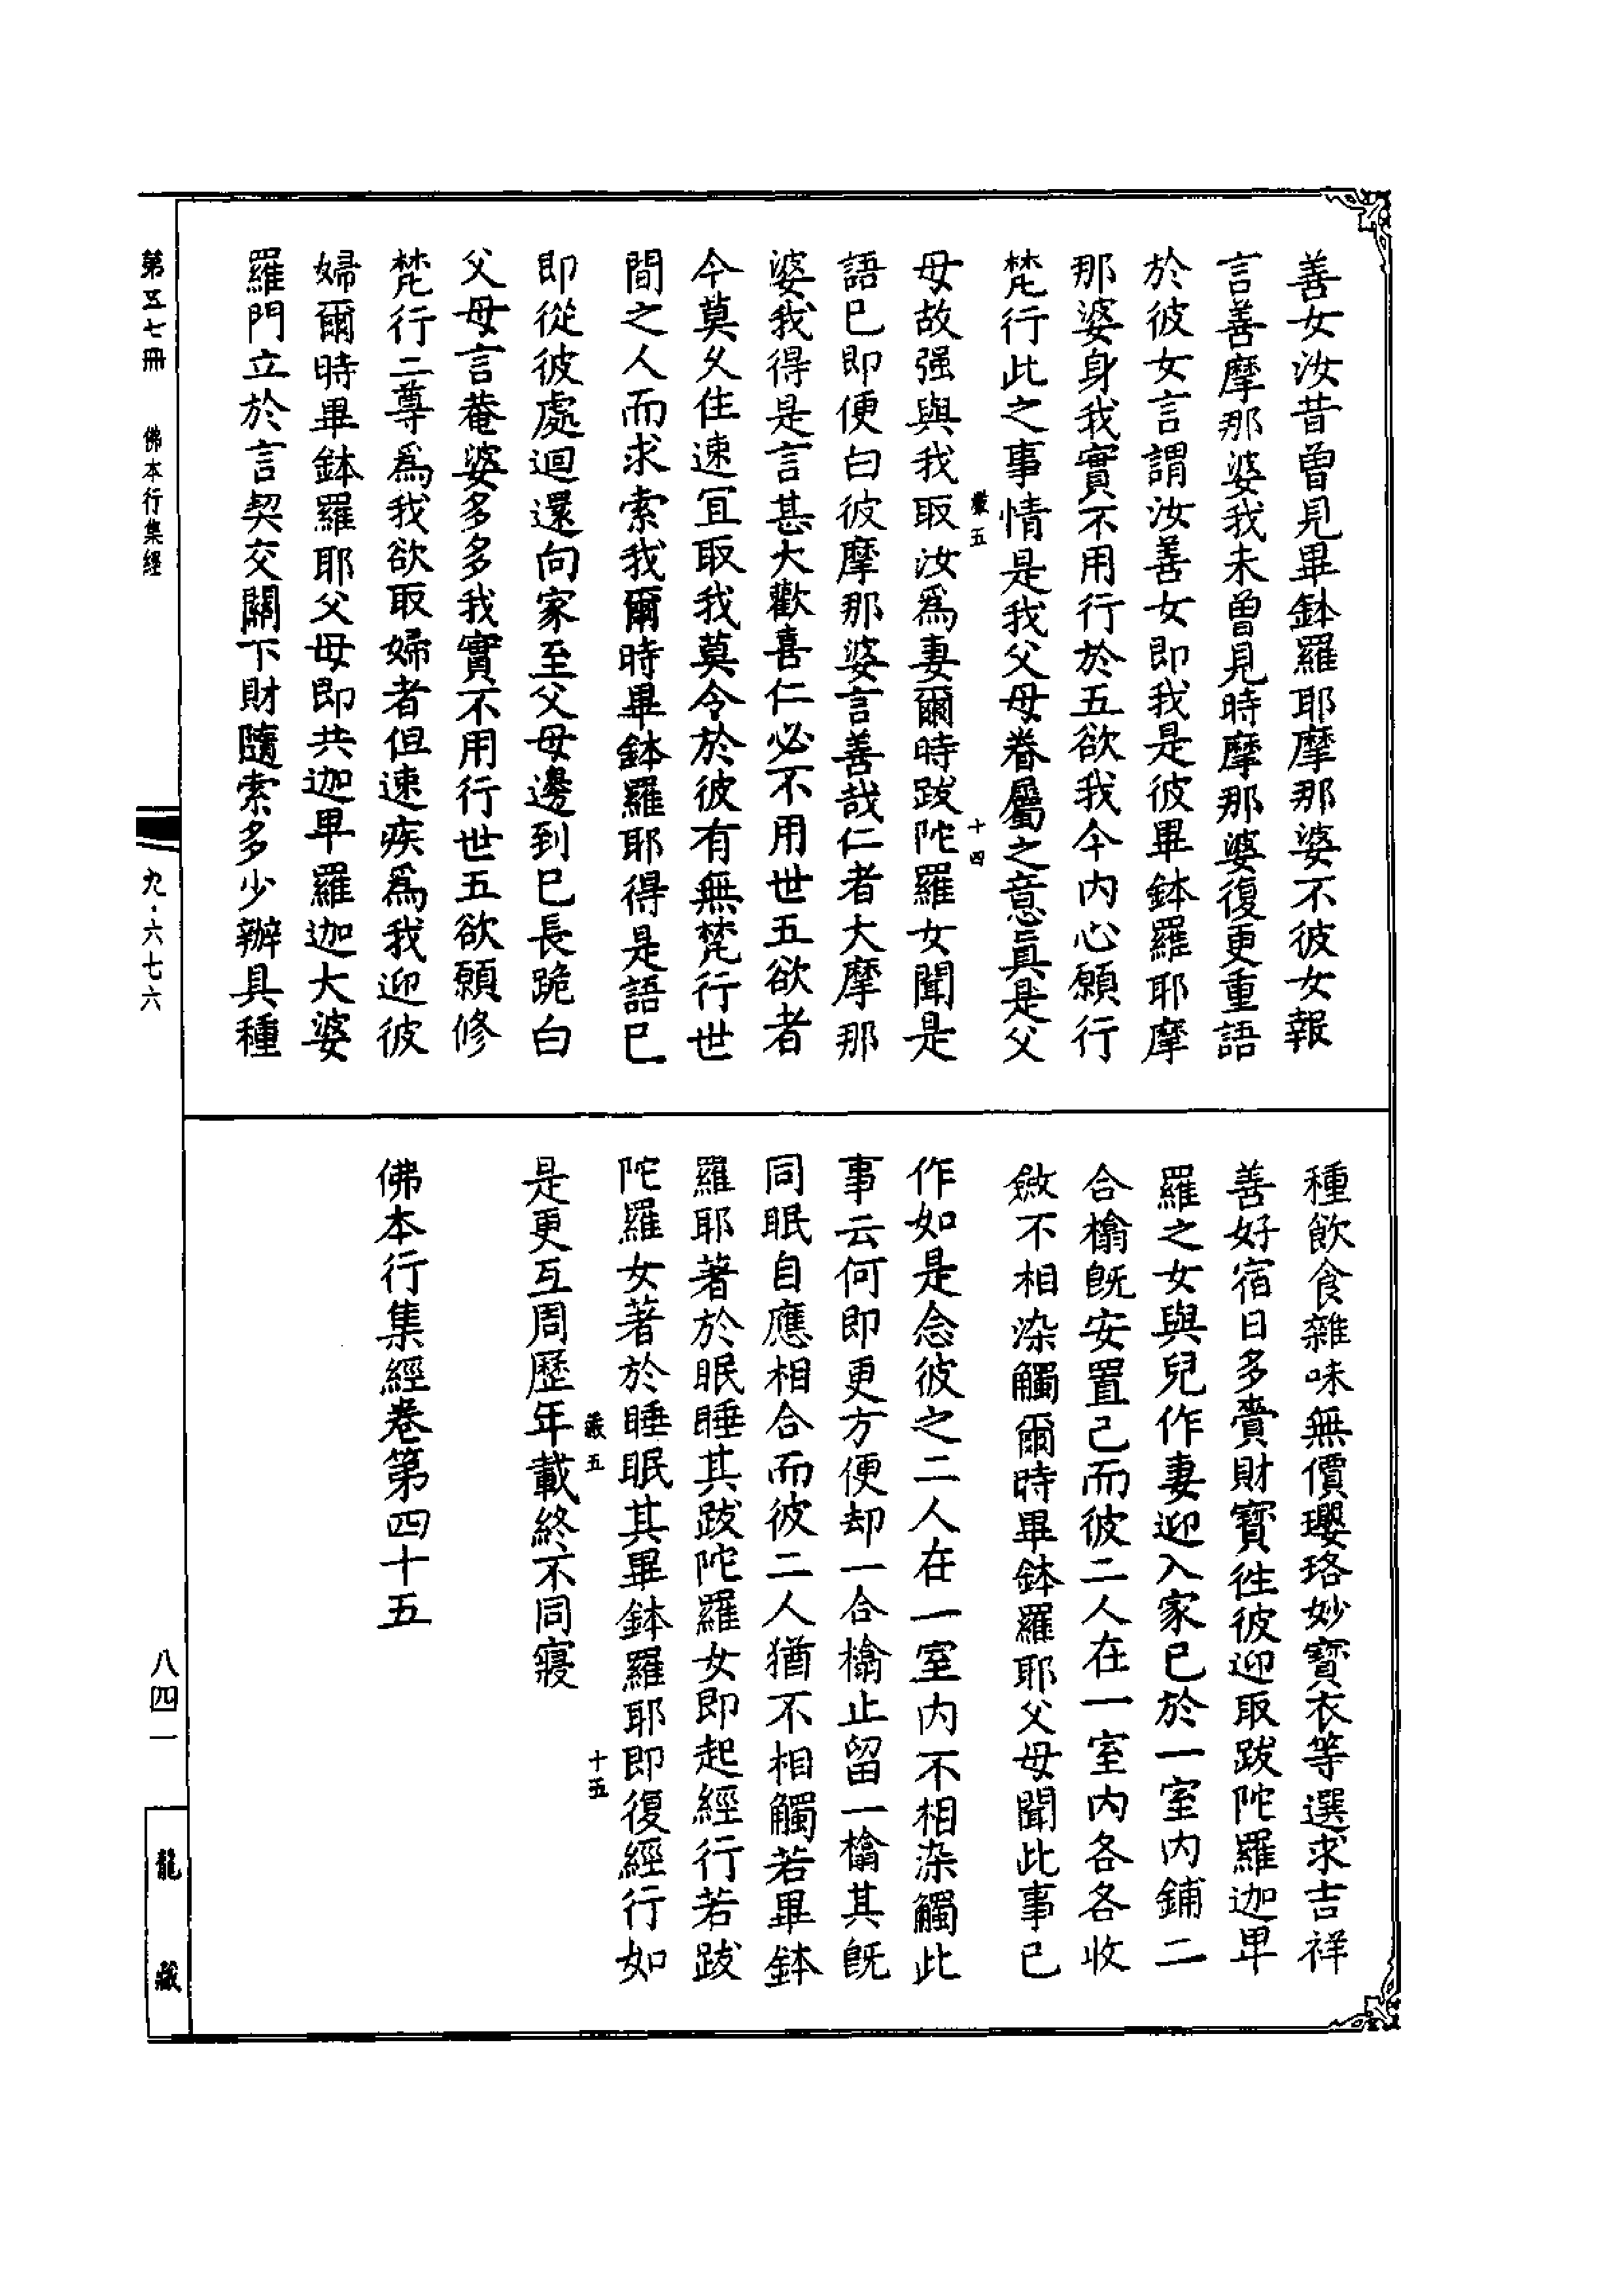 善女汝昔曾見畢鉢羅耶摩那婆不彼女報
言善摩那婆我未曾見時摩那婆復更重語
於彼女言謂汝善女即我是彼畢鉢羅耶摩
那婆身我實不用行於五欲我今內心願行
梵行此之事情是我父母眷屬之意真是父
嚴五 十四
母故强與我取汝爲妻爾時跋陀羅女聞是
語已即便白彼摩那婆言善哉仁者大摩那
婆我得是言甚大歡喜仁必不用世五欲者
今莫久住速宜取我莫令於彼有無梵行世
間之人而求索我爾時畢鉢羅耶得是語已
即從彼處迴還向家至父母邊到已長跪白
父母言菴婆多多我實不用行世五欲願修
梵行二尊爲我欲取婦者但速疾爲我迎彼
婦爾時畢鉢羅耶父母即共迦卑羅迦大婆
羅門立於言契交關下財隨索多少辦具種
種飲食雜味無價瓔珞妙寶衣等選求吉祥
善好宿日多賫財寶往彼迎取跋陀羅迦卑
羅之女與兒作妻迎入家已於一室內鋪二
合㯓既安置已而彼二人在一室內各各收
斂不相染觸爾時畢鉢羅耶父母聞此事已
作如是念彼之二人在一室內不相染觸此
事云何即更方便却一合㯓止留一㯓其既
同眠自應相合而彼二人猶不相觸若畢鉢
羅耶著於眠睡其跋陀羅女即起經行若跋
陀羅女著於睡眠其畢鉢羅耶即復經行如
嚴五 十五
是更互周歷年載終不同寢
佛本行集經卷第四十五
第五七冊 佛本行集經
九·六七六
八四一
龍藏